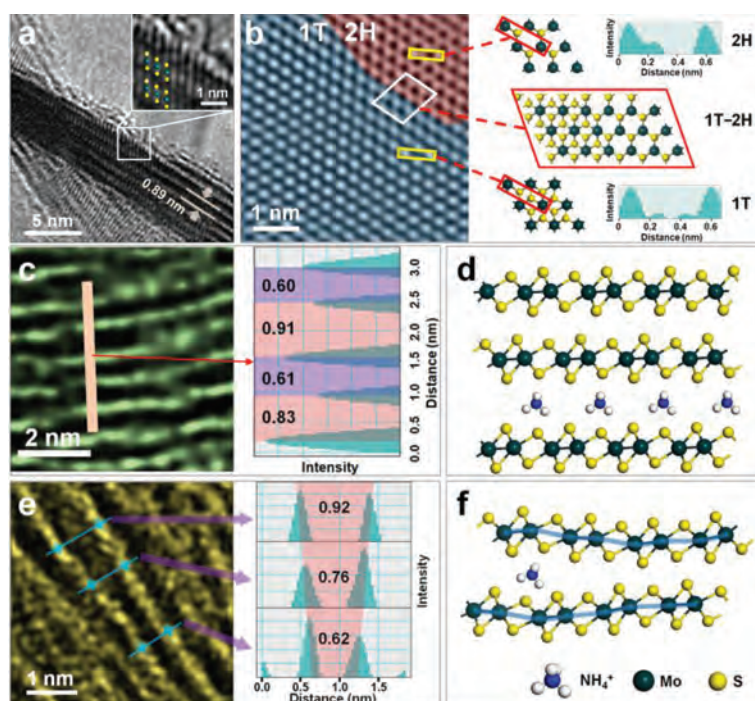 a
1 nm
0.89 nm
5 nm
b
1T 2H
1 nm
Intensity
2H
0 0.2 0.4 0.6
Distance (nm)
1T-2H
Intensity
1T
0 0.2 0.4 0.6
Distance (nm)
c
2 nm
0.60
0.91
0.61
0.83
3.0
2.5
2.0
1.5
1.0
0.5
0.0
Distance (nm)
Intensity
d
e
1 nm
0.92
0.76
0.62
Intensity
0.0 0.5 1.0 1.5
Distance (nm)
f
NH₄⁺ Mo S